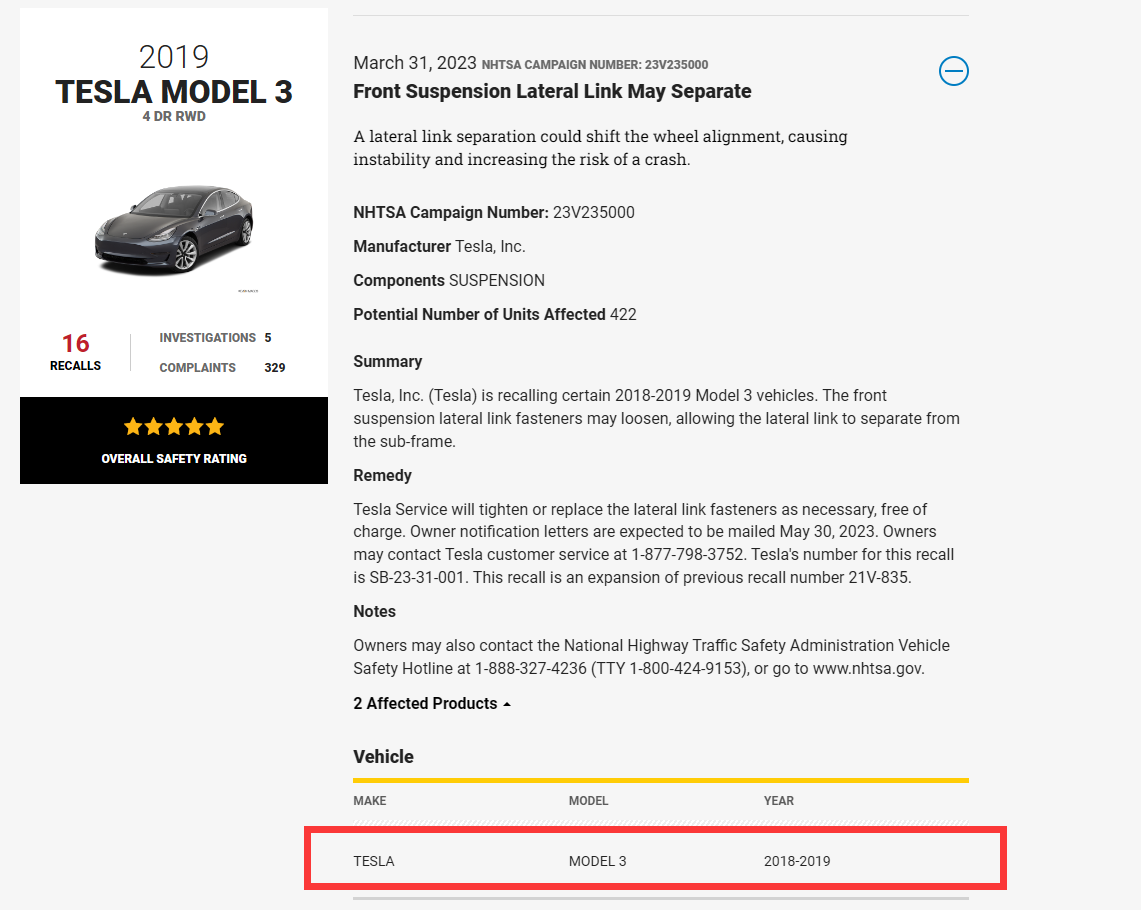 2019
TESLA MODEL 3
4 DR RWD
16
RECALLS
INVESTIGATIONS 5
COMPLAINTS 329
OVERALL SAFETY RATING
March 31, 2023 NHTSA CAMPAIGN NUMBER: 23V235000
Front Suspension Lateral Link May Separate
A lateral link separation could shift the wheel alignment, causing
instability and increasing the risk of a crash.
NHTSA Campaign Number: 23V235000
Manufacturer Tesla, Inc.
Components SUSPENSION
Potential Number of Units Affected 422
Summary
Tesla, Inc. (Tesla) is recalling certain 2018-2019 Model 3 vehicles. The front
suspension lateral link fasteners may loosen, allowing the lateral link to separate from
the sub-frame.
Remedy
Tesla Service will tighten or replace the lateral link fasteners as necessary, free of
charge. Owner notification letters are expected to be mailed May 30, 2023. Owners
may contact Tesla customer service at 1-877-798-3752. Tesla's number for this recall
is SB-23-31-001. This recall is an expansion of previous recall number 21V-835.
Notes
Owners may also contact the National Highway Traffic Safety Administration Vehicle
Safety Hotline at 1-888-327-4236 (TTY 1-800-424-9153), or go to www.nhtsa.gov.
2 Affected Products
Vehicle
MAKE MODEL YEAR
TESLA MODEL 3 2018-2019